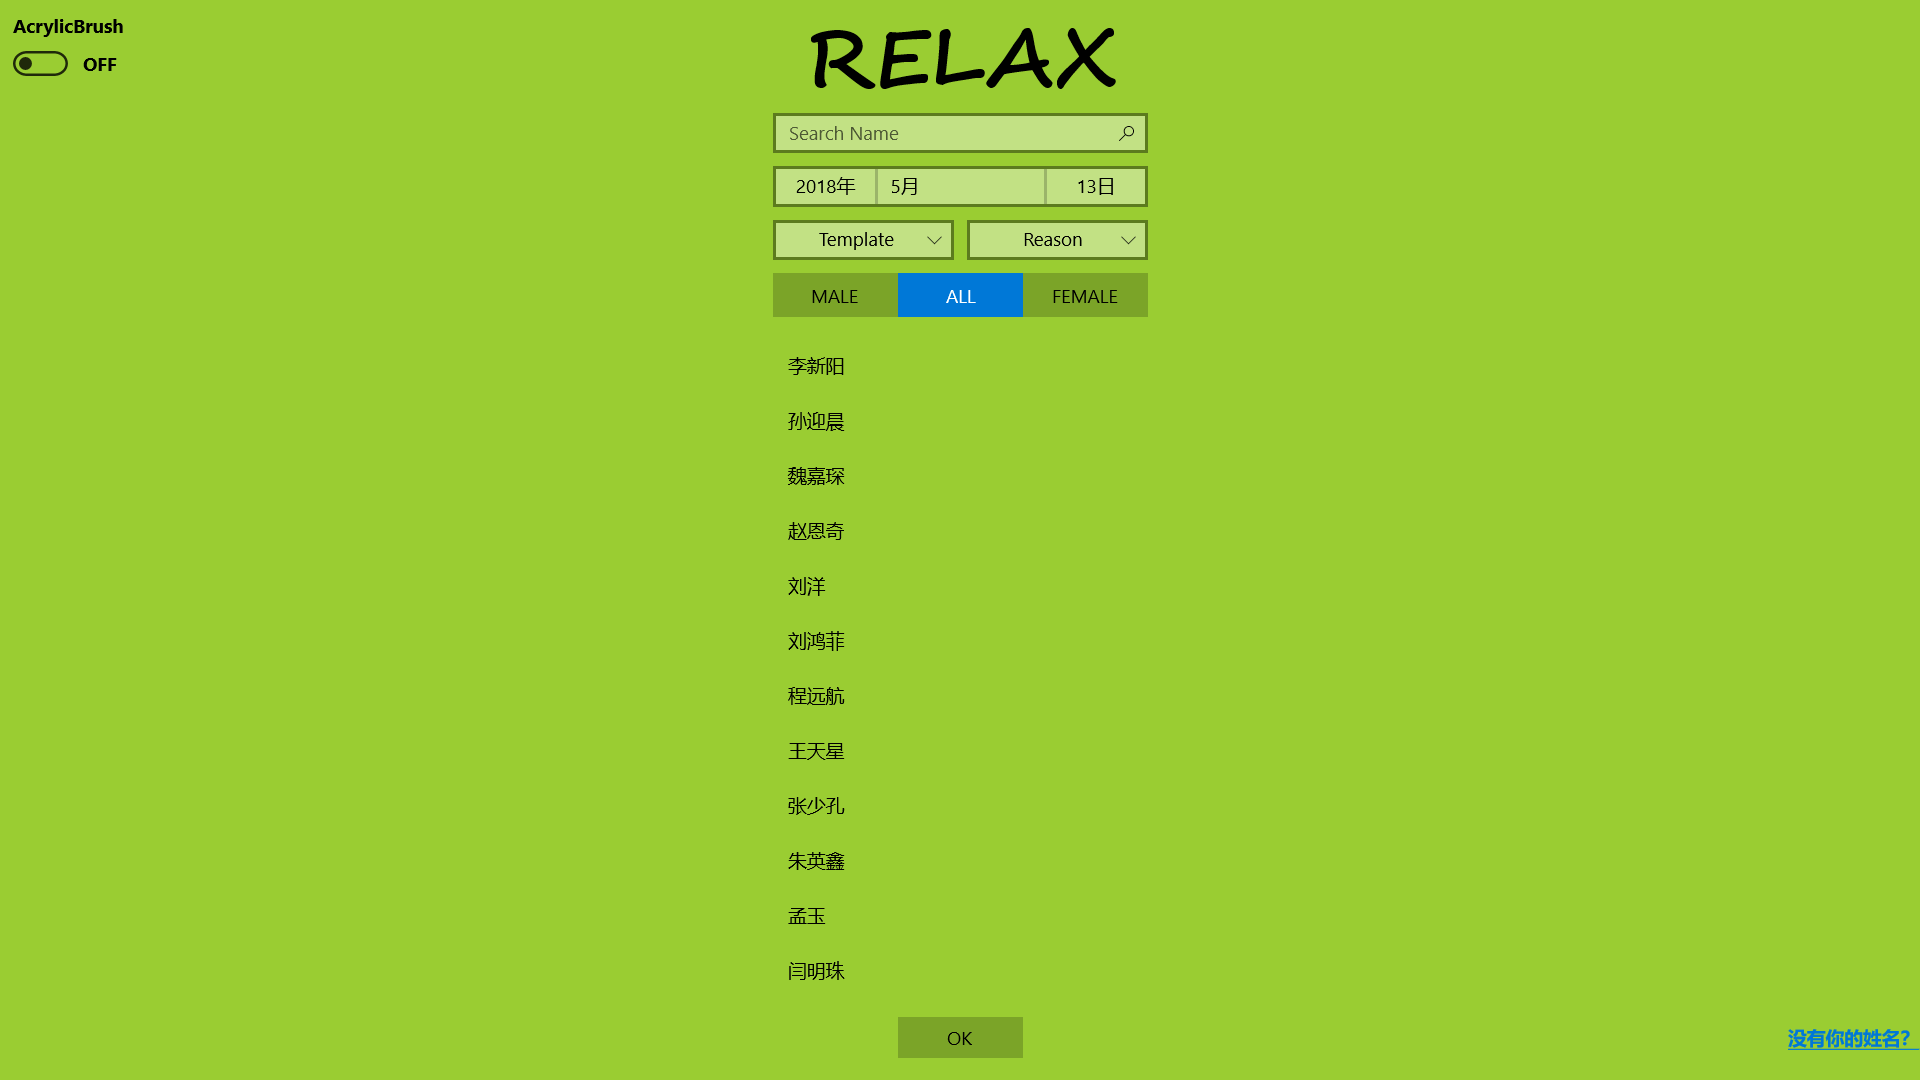 AcrylicBrush
OFF
RELAX
Search Name
2018年 5月 13日
Template Reason
MALE ALL FEMALE
李新阳
孙迎晨
魏嘉琛
赵恩奇
刘洋
刘鸿菲
程远航
王天星
张少孔
朱英鑫
孟玉
闫明珠
OK
没有你的姓名？